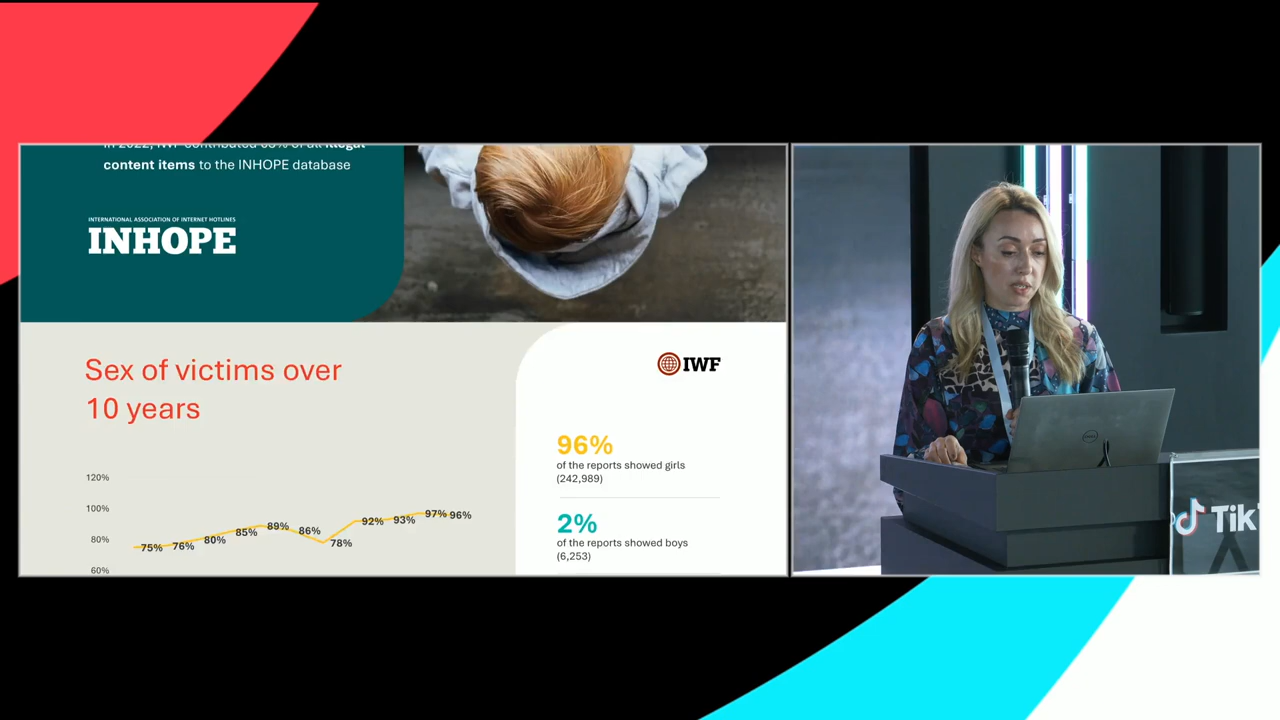 content items to the INHOPE database
INTERNATIONAL ASSOCIATION OF INTERNET HOTLINES
INHOPE
Sex of victims over
10 years
IWF
96%
of the reports showed girls
(242,989)
2%
of the reports showed boys
(6,253)
120%
100%
80%
60%
75%
76%
80%
85%
89%
86%
78%
92%
93%
97%
96%
DELL
Tik